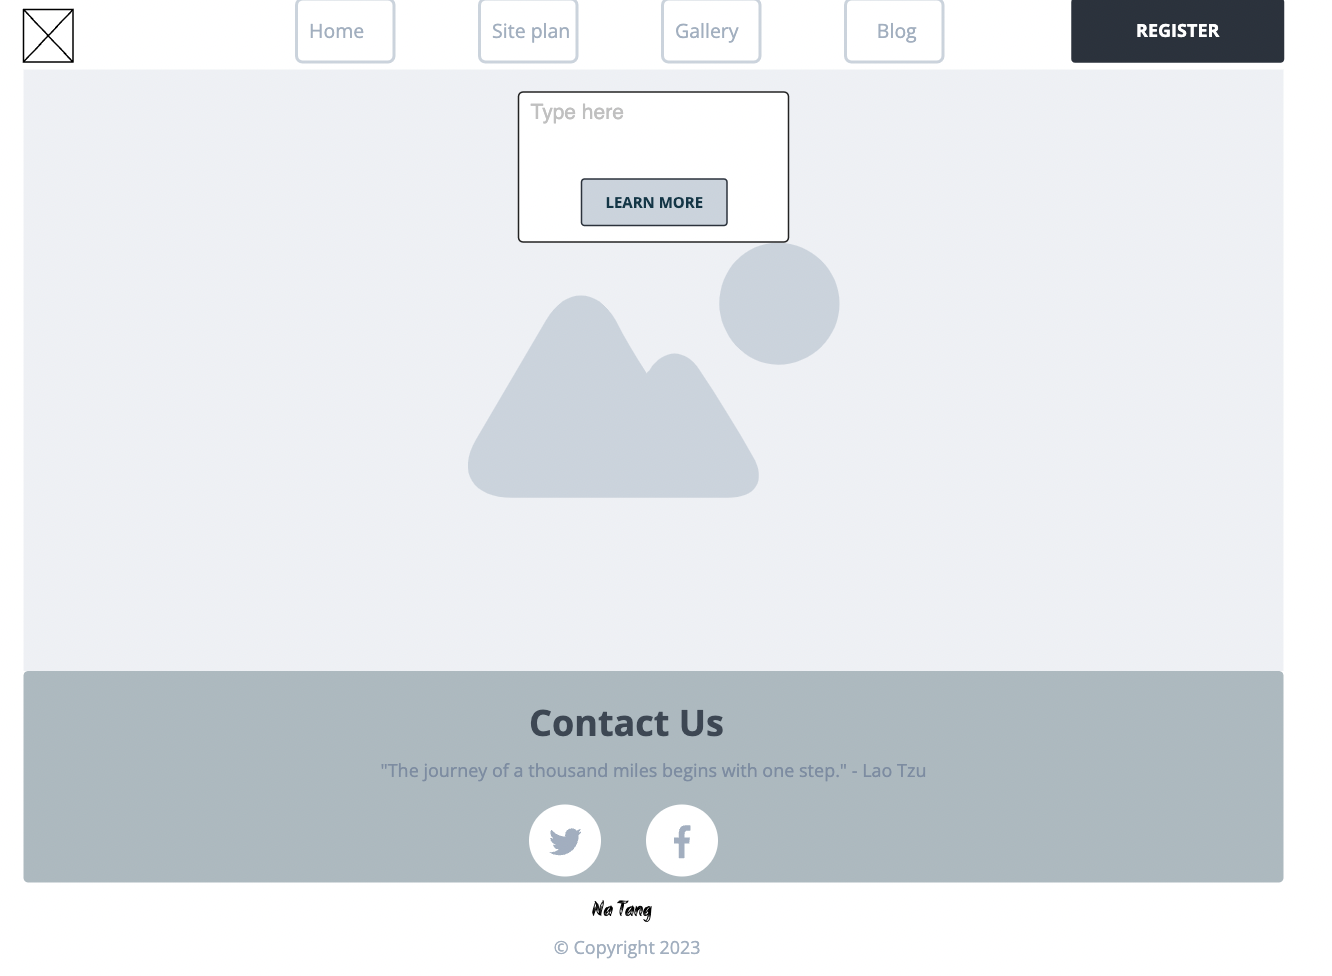 Home
Site plan
Gallery
Blog
REGISTER
Type here
LEARN MORE
Contact Us
"The journey of a thousand miles begins with one step." - Lao Tzu
Na Tang
© Copyright 2023